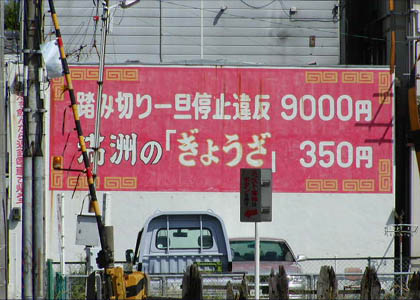 踏み切り一旦停止違反 9000円
満洲の「ぎょうざ」 350円